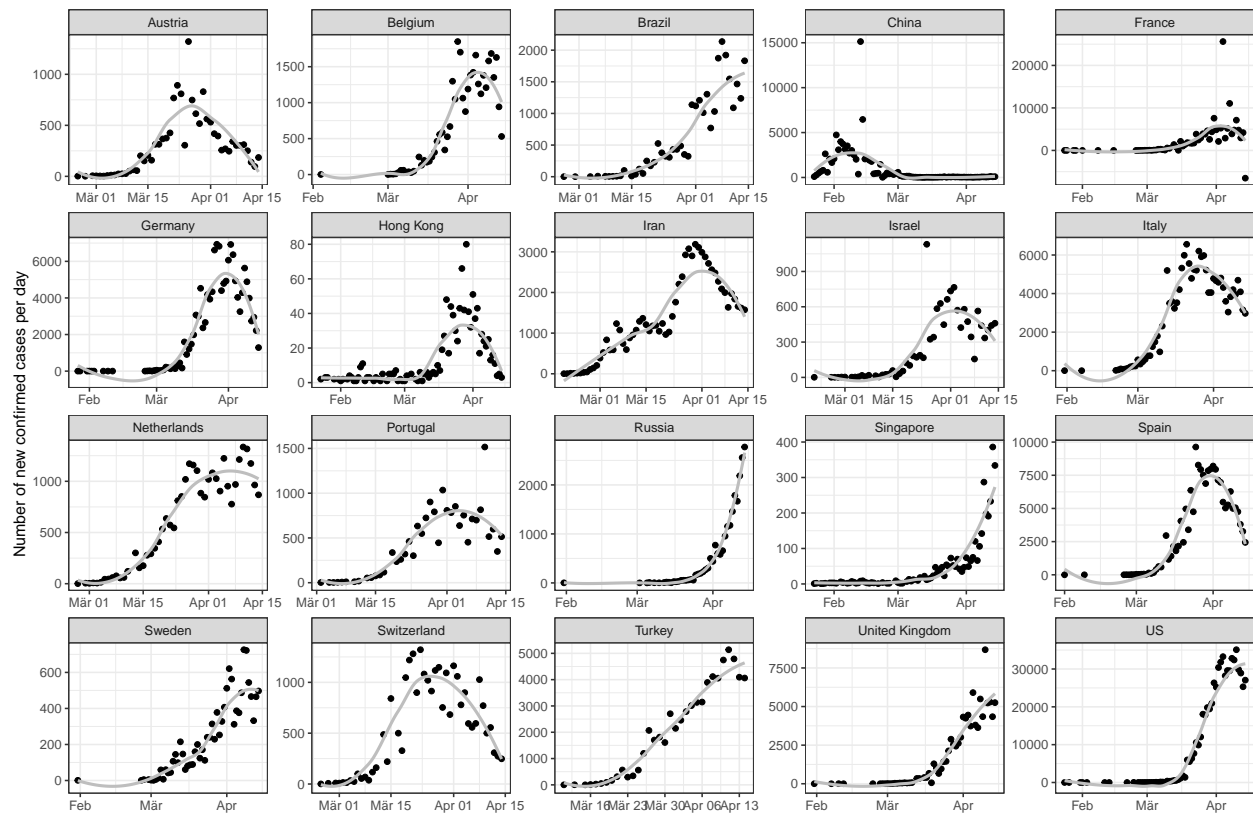 Number of new confirmed cases per day
Austria
Belgium
Brazil
China
France
0
500
1000
Mär 01
Mär 15
Apr 01
Apr 15
0
500
1000
1500
Feb
Mär
Apr
0
500
1000
1500
2000
Mär 01
Mär 15
Apr 01
Apr 15
0
5000
10000
15000
Feb
Mär
Apr
0
10000
20000
Feb
Mär
Apr
Germany
Hong Kong
Iran
Israel
Italy
0
2000
4000
6000
Feb
Mär
Apr
0
20
40
60
80
Feb
Mär
Apr
0
1000
2000
3000
Mär 01
Mär 15
Apr 01
Apr 15
0
300
600
900
Mär 01
Mär 15
Apr 01
Apr 15
0
2000
4000
6000
Feb
Mär
Apr
Netherlands
Portugal
Russia
Singapore
Spain
0
500
1000
Mär 01
Mär 15
Apr 01
Apr 15
0
500
1000
1500
Mär 01
Mär 15
Apr 01
Apr 15
0
1000
2000
Feb
Mär
Apr
0
100
200
300
400
Feb
Mär
Apr
0
2500
5000
7500
10000
Feb
Mär
Apr
Sweden
Switzerland
Turkey
United Kingdom
US
0
200
400
600
Feb
Mär
Apr
0
500
1000
Mär 01
Mär 15
Apr 01
Apr 15
0
1000
2000
3000
4000
5000
Mär 16
Mär 23
Mär 30
Apr 06
Apr 13
0
2500
5000
7500
Feb
Mär
Apr
0
10000
20000
30000
Feb
Mär
Apr